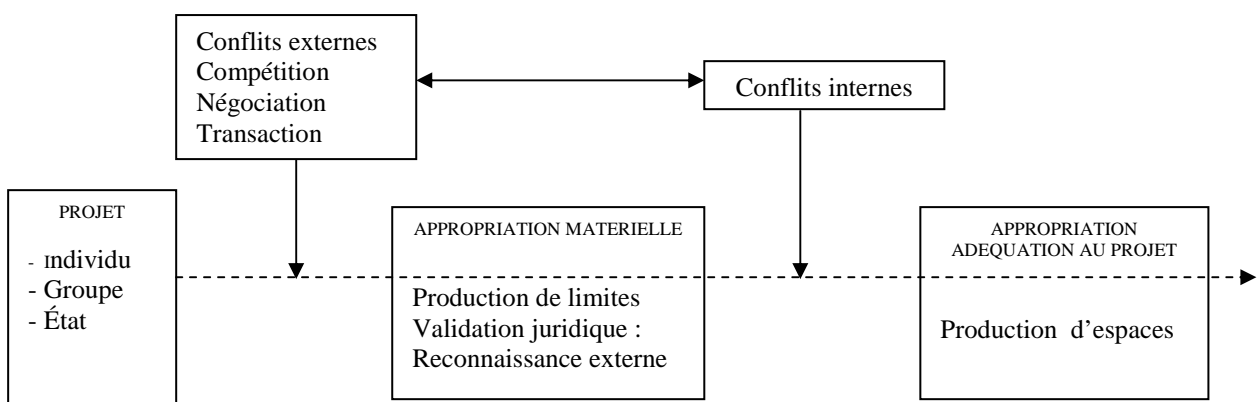 Conflits externes
Compétition
Négociation
Transaction
Conflits internes
PROJET
- Individu
- Groupe
- État
APPROPRIATION MATERIELLE
Production de limites
Validation juridique :
Reconnaissance externe
APPROPRIATION
ADEQUATION AU PROJET
Production d’espaces